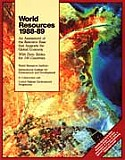 World
Resources
1988-89
An Assessment of
the Resource Base
that Supports the
Global Economy
With Data Tables
for 146 Countries
World Resources Institute
International Institute for
Environment and Development
In Collaboration with
United Nations Environment
Programme